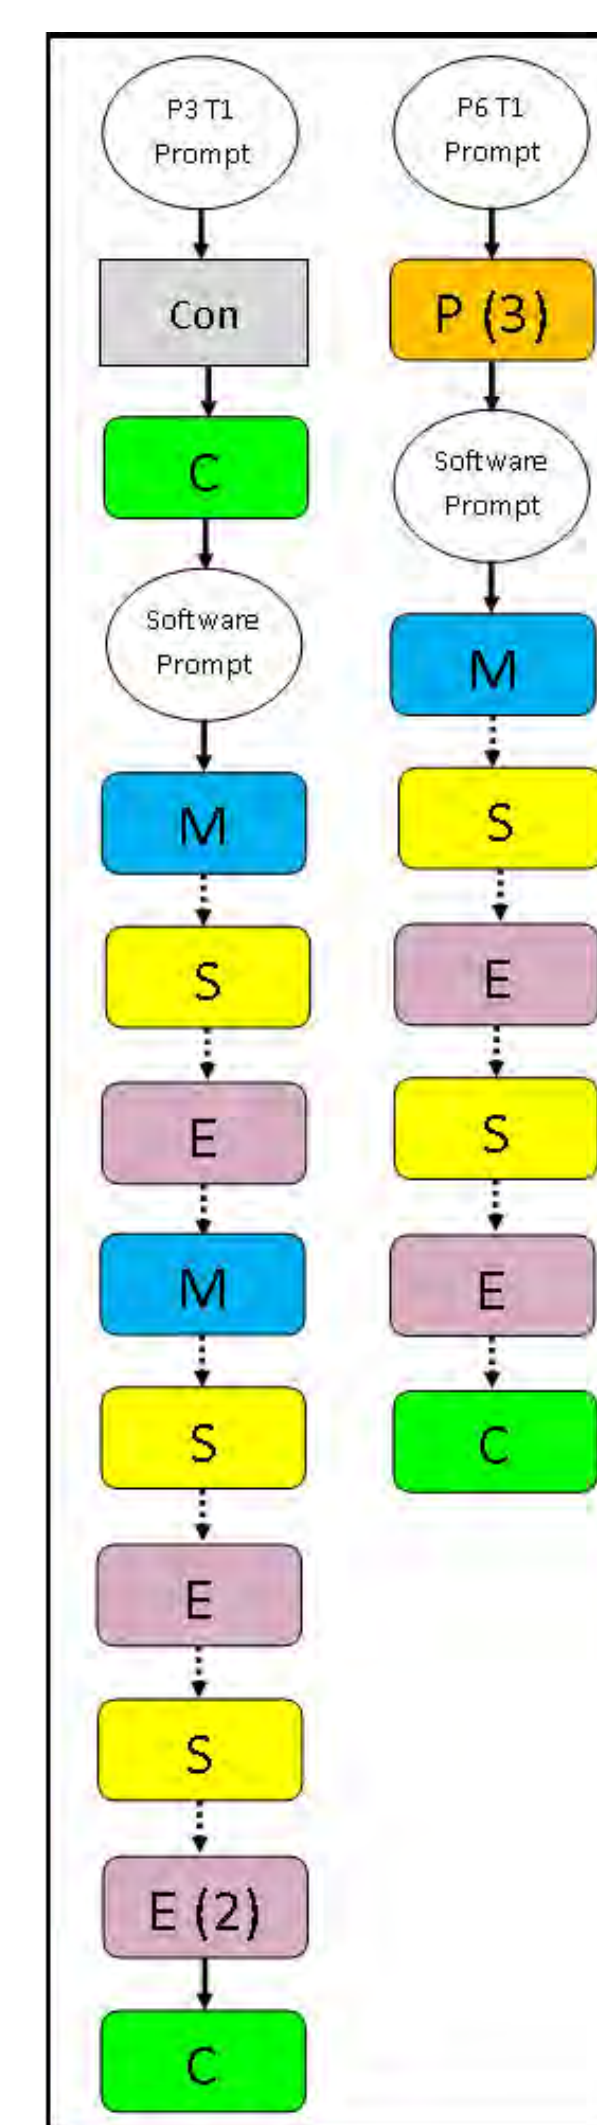 P3 T1
Prompt
Con
C
Software
Prompt
M
S
E
M
S
E
S
E (2)
C
P6 T1
Prompt
P (3)
Software
Prompt
M
S
E
S
E
C